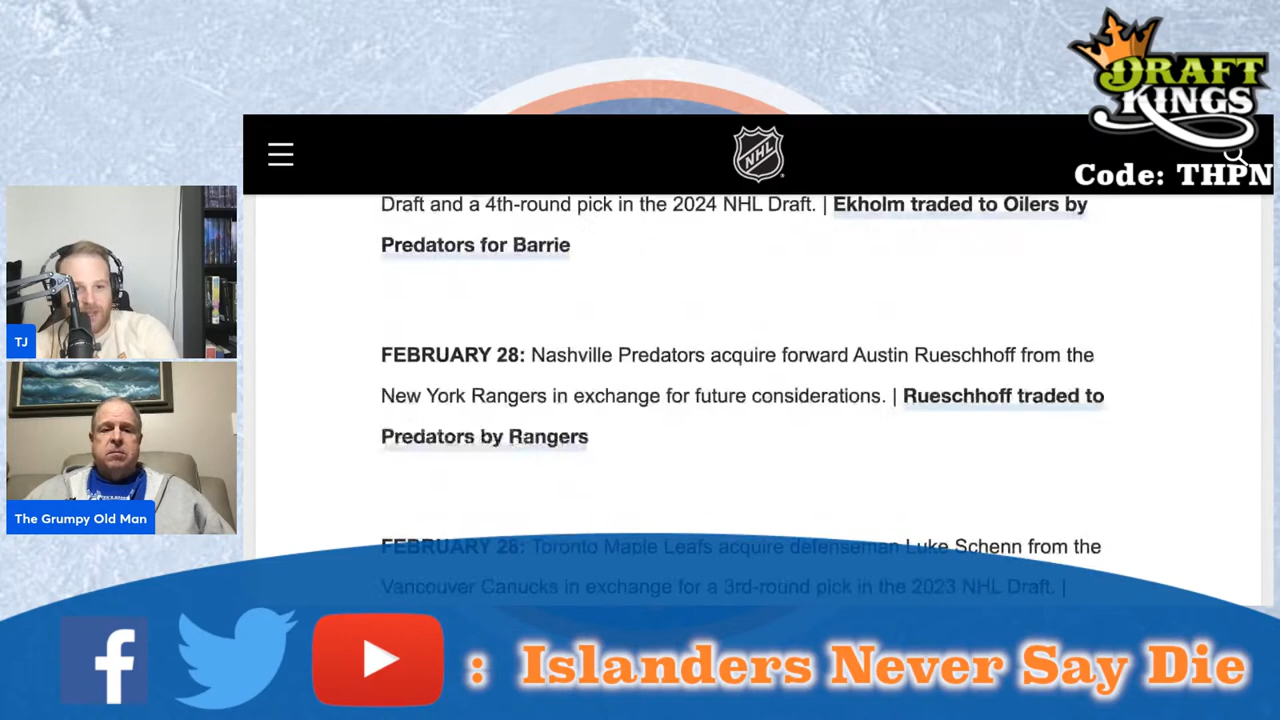 DRAFT
KINGS
Code: THPN
NHL
Draft and a 4th-round pick in the 2024 NHL Draft. | Ekholm traded to Oilers by
Predators for Barrie
FEBRUARY 28: Nashville Predators acquire forward Austin Rueschhoff from the
New York Rangers in exchange for future considerations. | Rueschhoff traded to
Predators by Rangers
FEBRUARY 28: Toronto Maple Leafs acquire defenseman Luke Schenn from the
Vancouver Canucks in exchange for a 3rd-round pick in the 2023 NHL Draft. |
TJ
The Grumpy Old Man
f
: Islanders Never Say Die